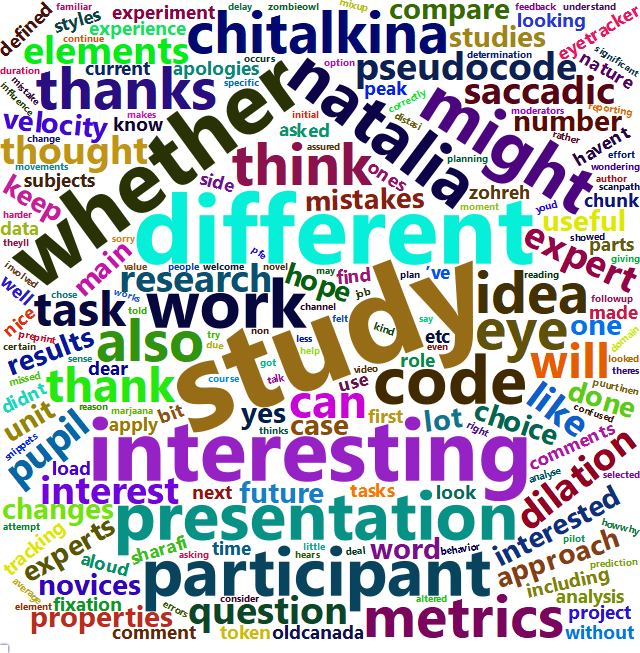 familiar delay zombieowl mixup feedback understand
defined styles experiment chitalkina compare looking
continue experience studies eyetracker
elements current apologies occurs determination significant
duration mistake thanks specific option pseudocode nature
influence whether natalia peak saccadic reporting
velocity know asked initial correctly might number moderators
change assured distasi rather havent effort
thought think planning wondering
movements subjects side ones zohreh chunk author scanpath
keep mistakes moment youd showed
harder data different useful expert parts
theyll sorry main value people welcome novel pfe giving
involved research hope may find plan 've idea reading followup
well chose works task work channel job made
nice told felt kind say eye one domain
preprint certain results also try due non less etc even role looked
sense dear got help video use code will theres
missed thank course talk study puurtinen
didnt reason marjaana thinks yes can case first lot choice like done confused
unit apply bit right
snippets pupil interesting comments
load hears analyse selected
interest next future tasks look dilation
changes presentation interested howwhy
attempt experts aloud sharafi asking time little deal word behavior pilot
tracking approach prediction
average novices participant including
element fixation errors consider altered analysis
properties question metrics project
comment token oldcanada without
makes